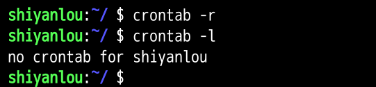 shiyanlou:~/ $ crontab -r
shiyanlou:~/ $ crontab -l
no crontab for shiyanlou
shiyanlou:~/ $